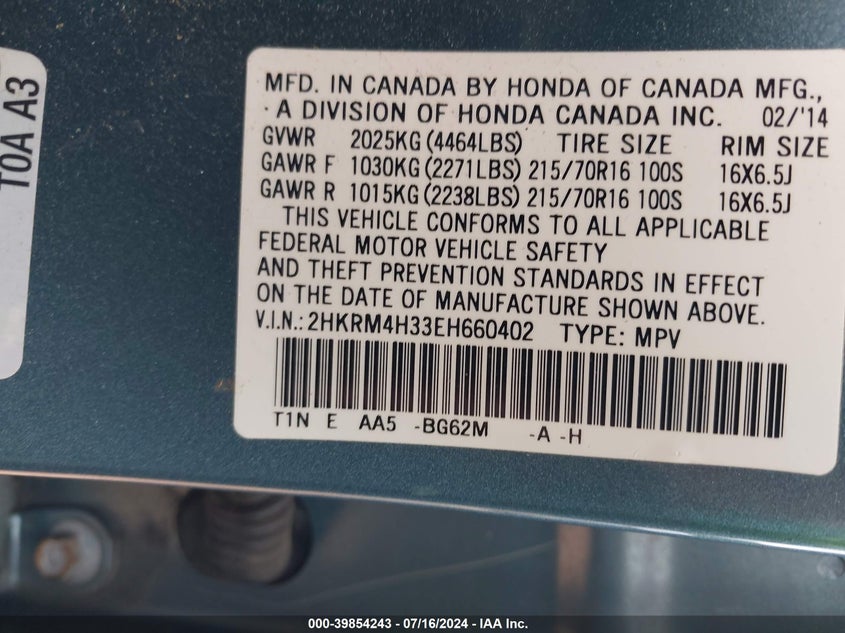 T0A A3
MFD. IN CANADA BY HONDA OF CANADA MFG.,
A DIVISION OF HONDA CANADA INC. 02/'14
GVWR 2025KG (4464LBS) TIRE SIZE RIM SIZE
GAWR F 1030KG (2271LBS) 215/70R16 100S 16X6.5J
GAWR R 1015KG (2238LBS) 215/70R16 100S 16X6.5J
THIS VEHICLE CONFORMS TO ALL APPLICABLE
FEDERAL MOTOR VEHICLE SAFETY
AND THEFT PREVENTION STANDARDS IN EFFECT
ON THE DATE OF MANUFACTURE SHOWN ABOVE.
V.I.N.: 2HKRM4H33EH660402 TYPE: MPV
T1N E AA5 -BG62M -A -H
000-39854243 - 07/16/2024 - IAA Inc.